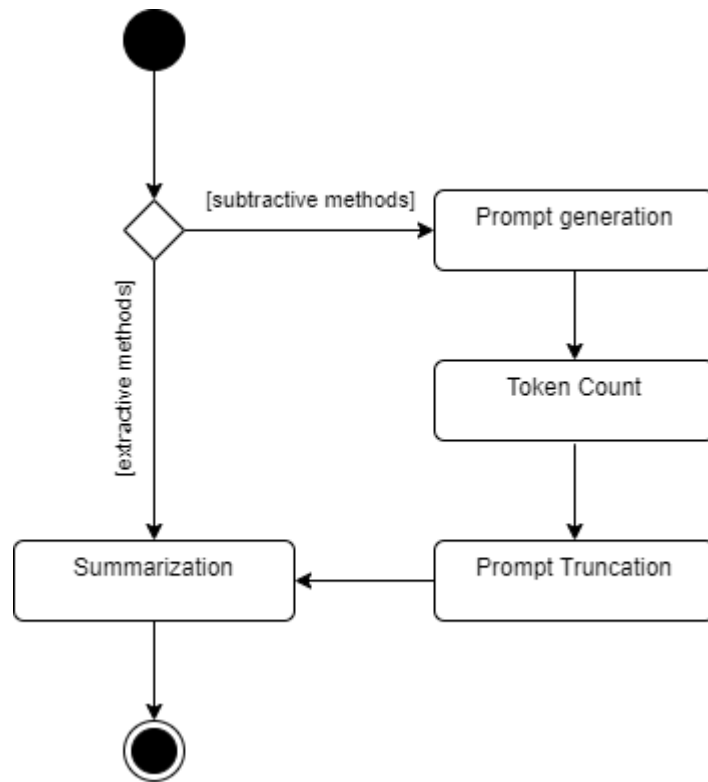 [subtractive methods]
Prompt generation
[extractive methods]
Token Count
Summarization
Prompt Truncation